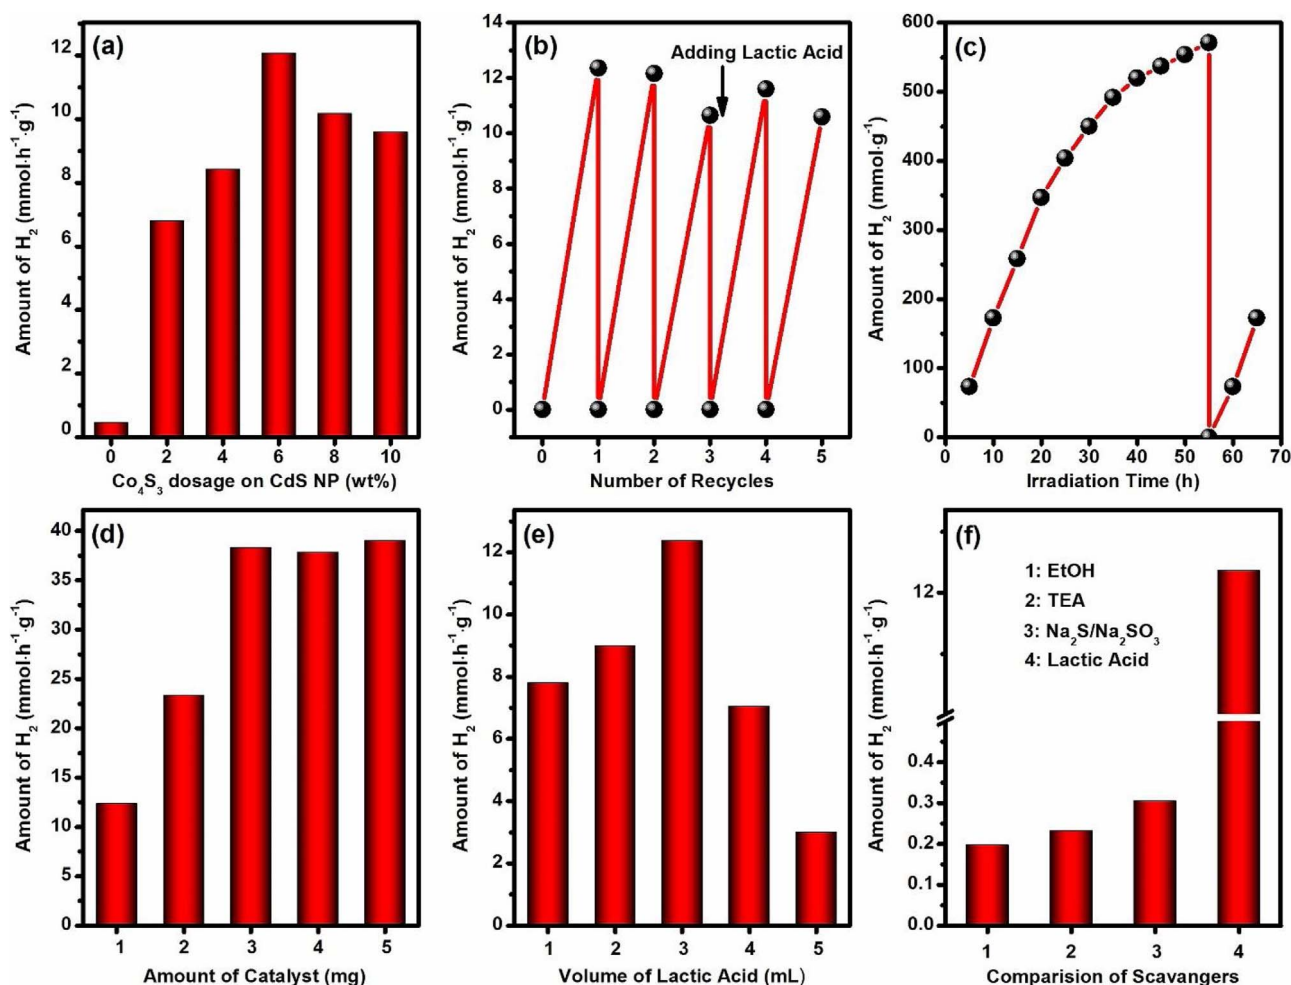 (a)
Amount of H2 (mmol·h-1·g-1)
12
10
8
6
4
2
0
0 2 4 6 8 10
Co4S3 dosage on CdS NP (wt%)
(b)
Adding Lactic Acid
Amount of H2 (mmol·h-1·g-1)
14
12
10
8
6
4
2
0
0 1 2 3 4 5
Number of Recycles
(c)
Amount of H2 (mmol·g-1)
600
500
400
300
200
100
0
0 10 20 30 40 50 60 70
Irradiation Time (h)
(d)
Amount of H2 (mmol·h-1·g-1)
40
35
30
25
20
15
10
5
0
1 2 3 4 5
Amount of Catalyst (mg)
(e)
Amount of H2 (mmol·h-1·g-1)
12
10
8
6
4
2
0
1 2 3 4 5
Volume of Lactic Acid (mL)
(f)
1: EtOH
2: TEA
3: Na2S/Na2SO3
4: Lactic Acid
Amount of H2 (mmol·h-1·g-1)
12
0.4
0.3
0.2
0.1
0.0
1 2 3 4
Comparision of Scavangers